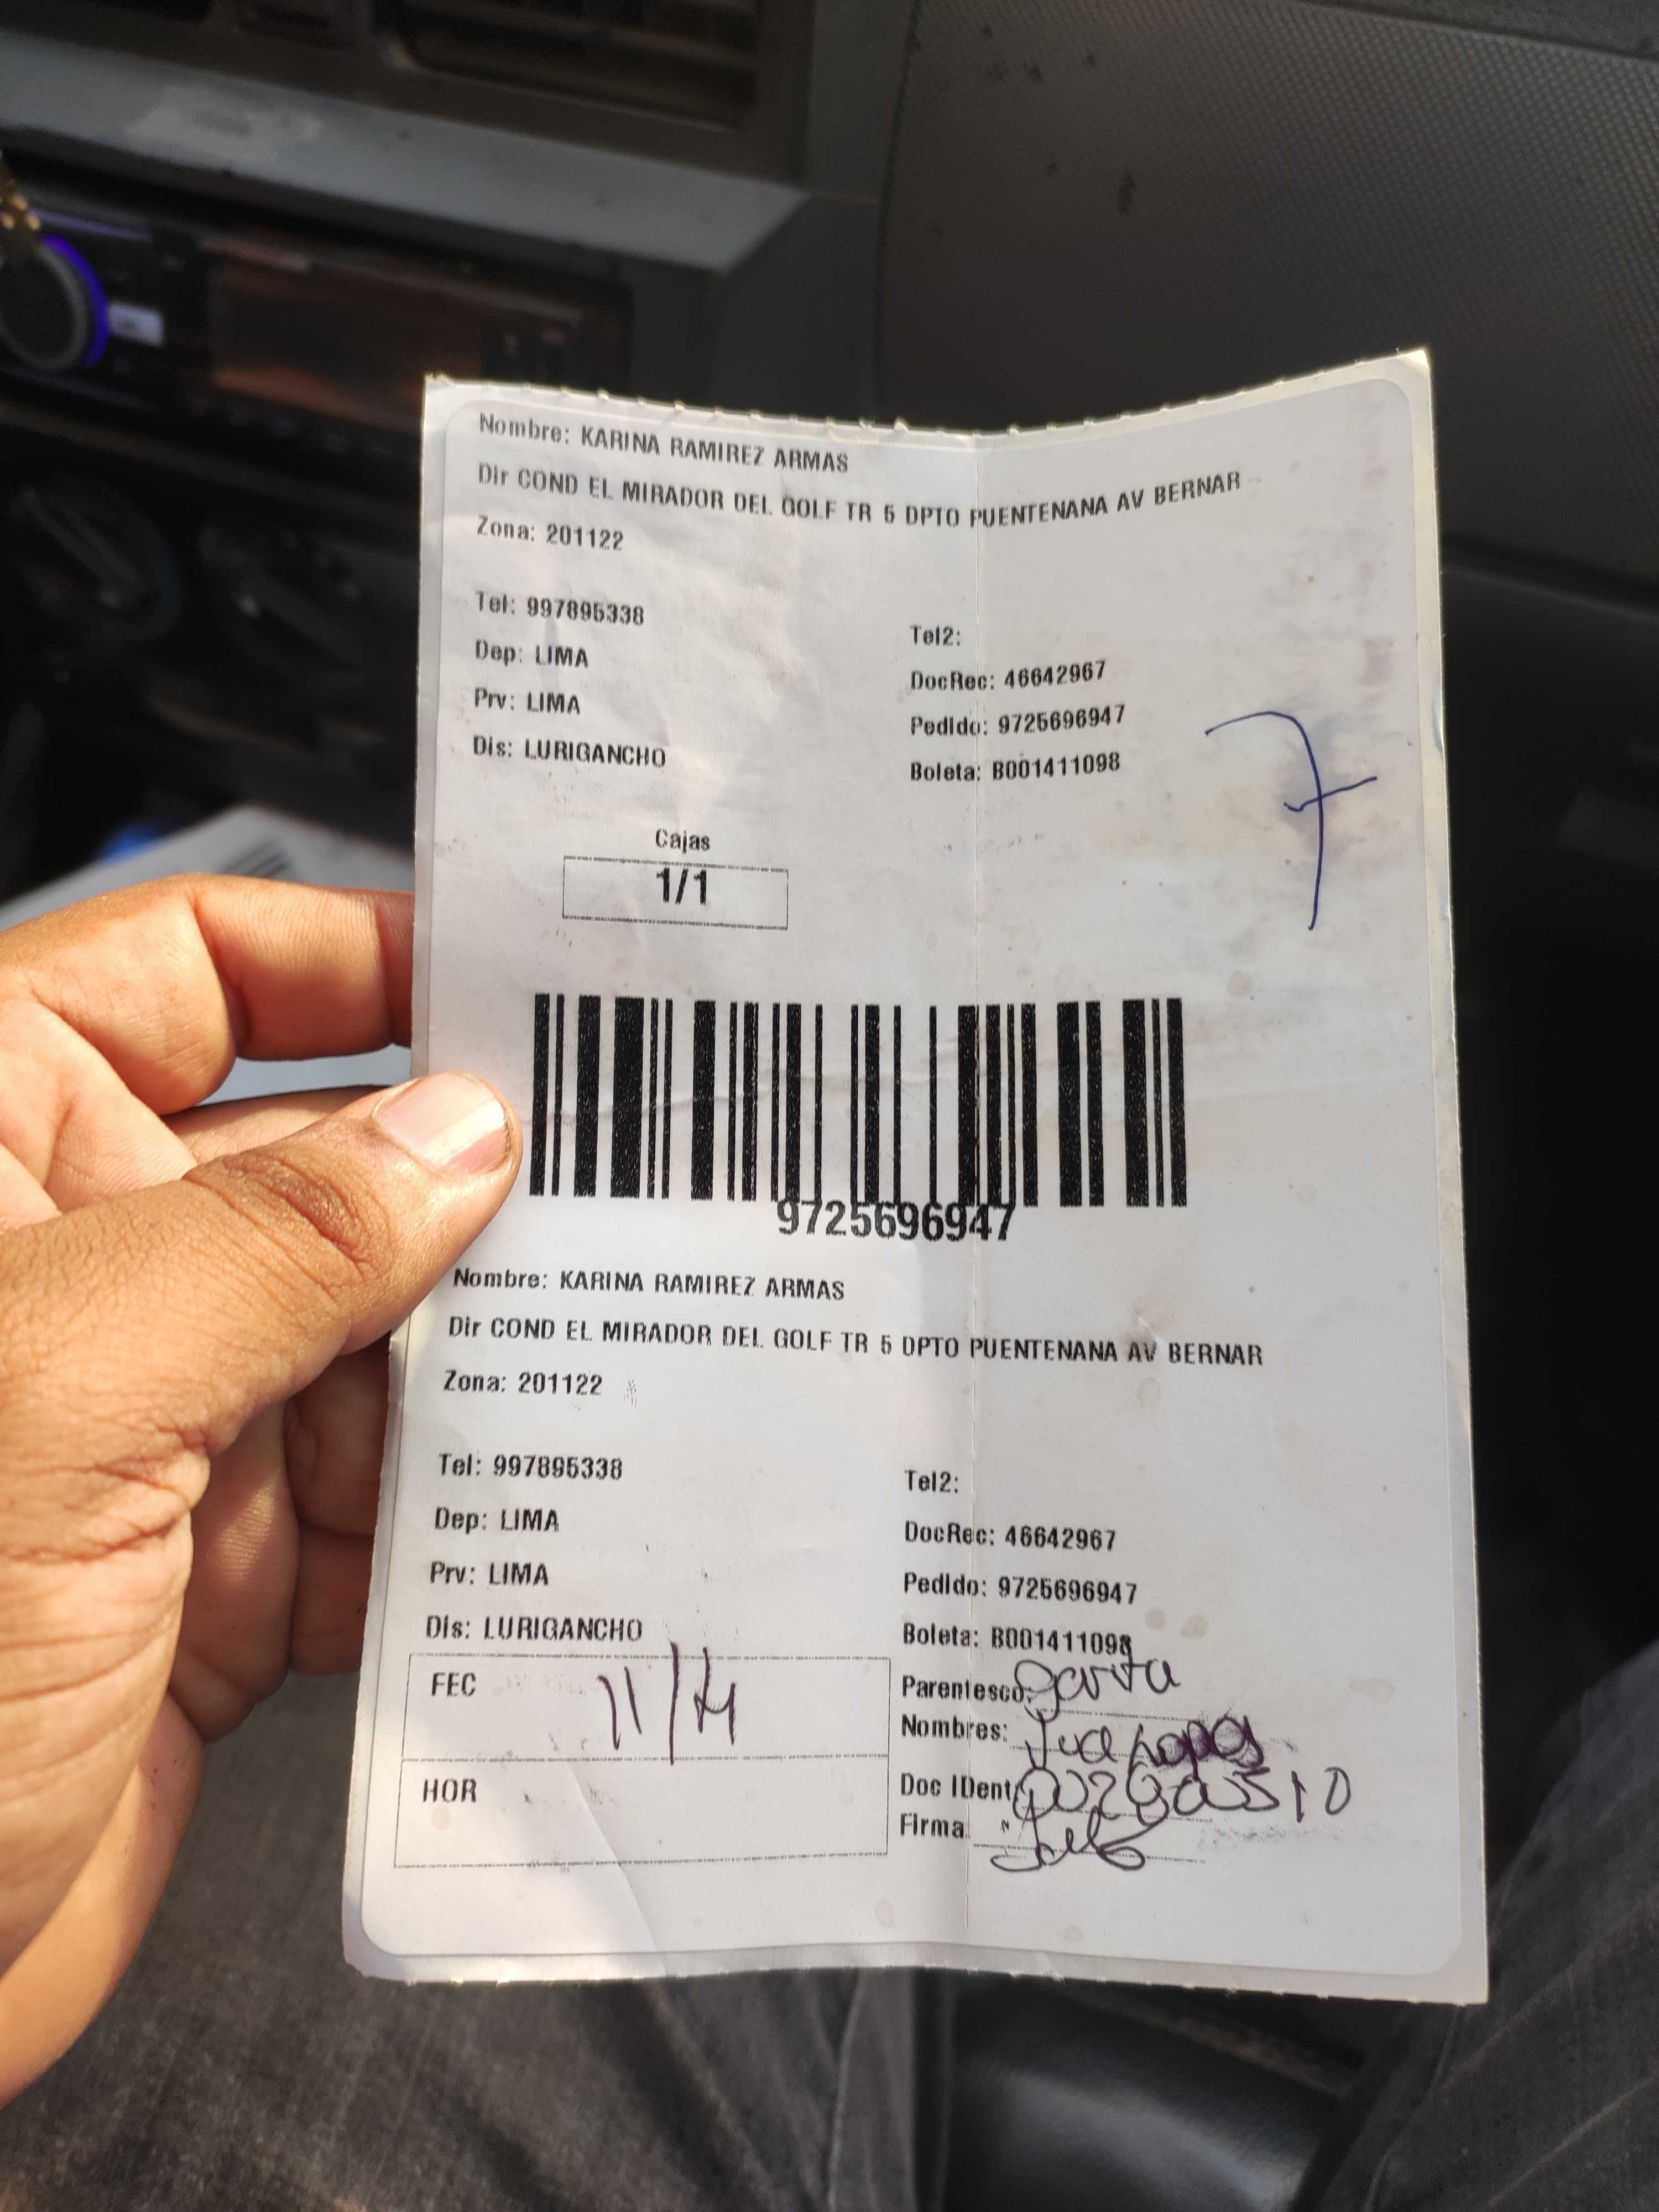 Nombre: KARINA RAMIREZ ARMAS
Dir COND EL MIRADOR DEL GOLF TR 5 DPTO PUENTENANA AV BERNAR
Zona: 201122
Tel: 997895338
Tel2:
Dep: LIMA
DocRec: 46642967
Prv: LIMA
Pedido: 9725696947
Dis: LURIGANCHO
Boleta: B001411098
7
Cajas
1/1
9725696947
Nombre: KARINA RAMIREZ ARMAS
Dir COND EL MIRADOR DEL GOLF TR 5 DPTO PUENTENANA AV BERNAR
Zona: 201122
Tel: 997895338
Tel2:
Dep: LIMA
DocRec: 46642967
Prv: LIMA
Pedido: 9725696947
Dis: LURIGANCHO
Boleta: B001411098
FEC 11/4
Parentesco:
Nombres:
HOR
Doc IDent
Firma